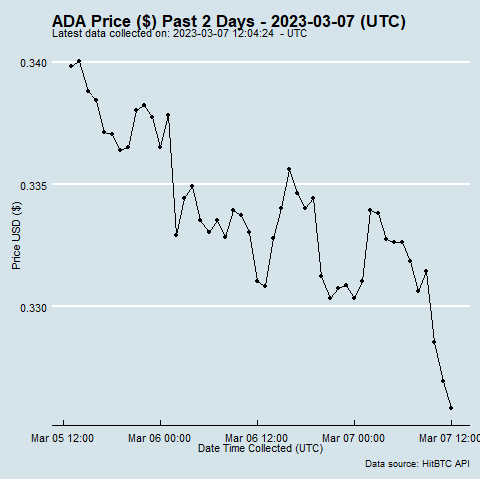 ADA Price ($) Past 2 Days - 2023-03-07 (UTC)
Latest data collected on: 2023-03-07 12:04:24 - UTC
0.340
0.335
0.330
Price USD ($)
Mar 05 12:00 Mar 06 00:00 Mar 06 12:00 Mar 07 00:00 Mar 07 12:00
Date Time Collected (UTC)
Data source: HitBTC API